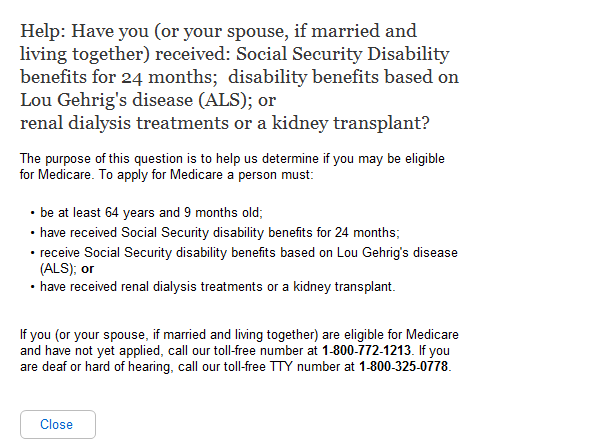 Help: Have you (or your spouse, if married and
living together) received: Social Security Disability
benefits for 24 months;  disability benefits based on
Lou Gehrig's disease (ALS); or
renal dialysis treatments or a kidney transplant?
The purpose of this question is to help us determine if you may be eligible
for Medicare. To apply for Medicare a person must:
• be at least 64 years and 9 months old;
• have received Social Security disability benefits for 24 months;
• receive Social Security disability benefits based on Lou Gehrig's disease
(ALS); or
• have received renal dialysis treatments or a kidney transplant.
If you (or your spouse, if married and living together) are eligible for Medicare
and have not yet applied, call our toll-free number at 1-800-772-1213. If you
are deaf or hard of hearing, call our toll-free TTY number at 1-800-325-0778.
Close